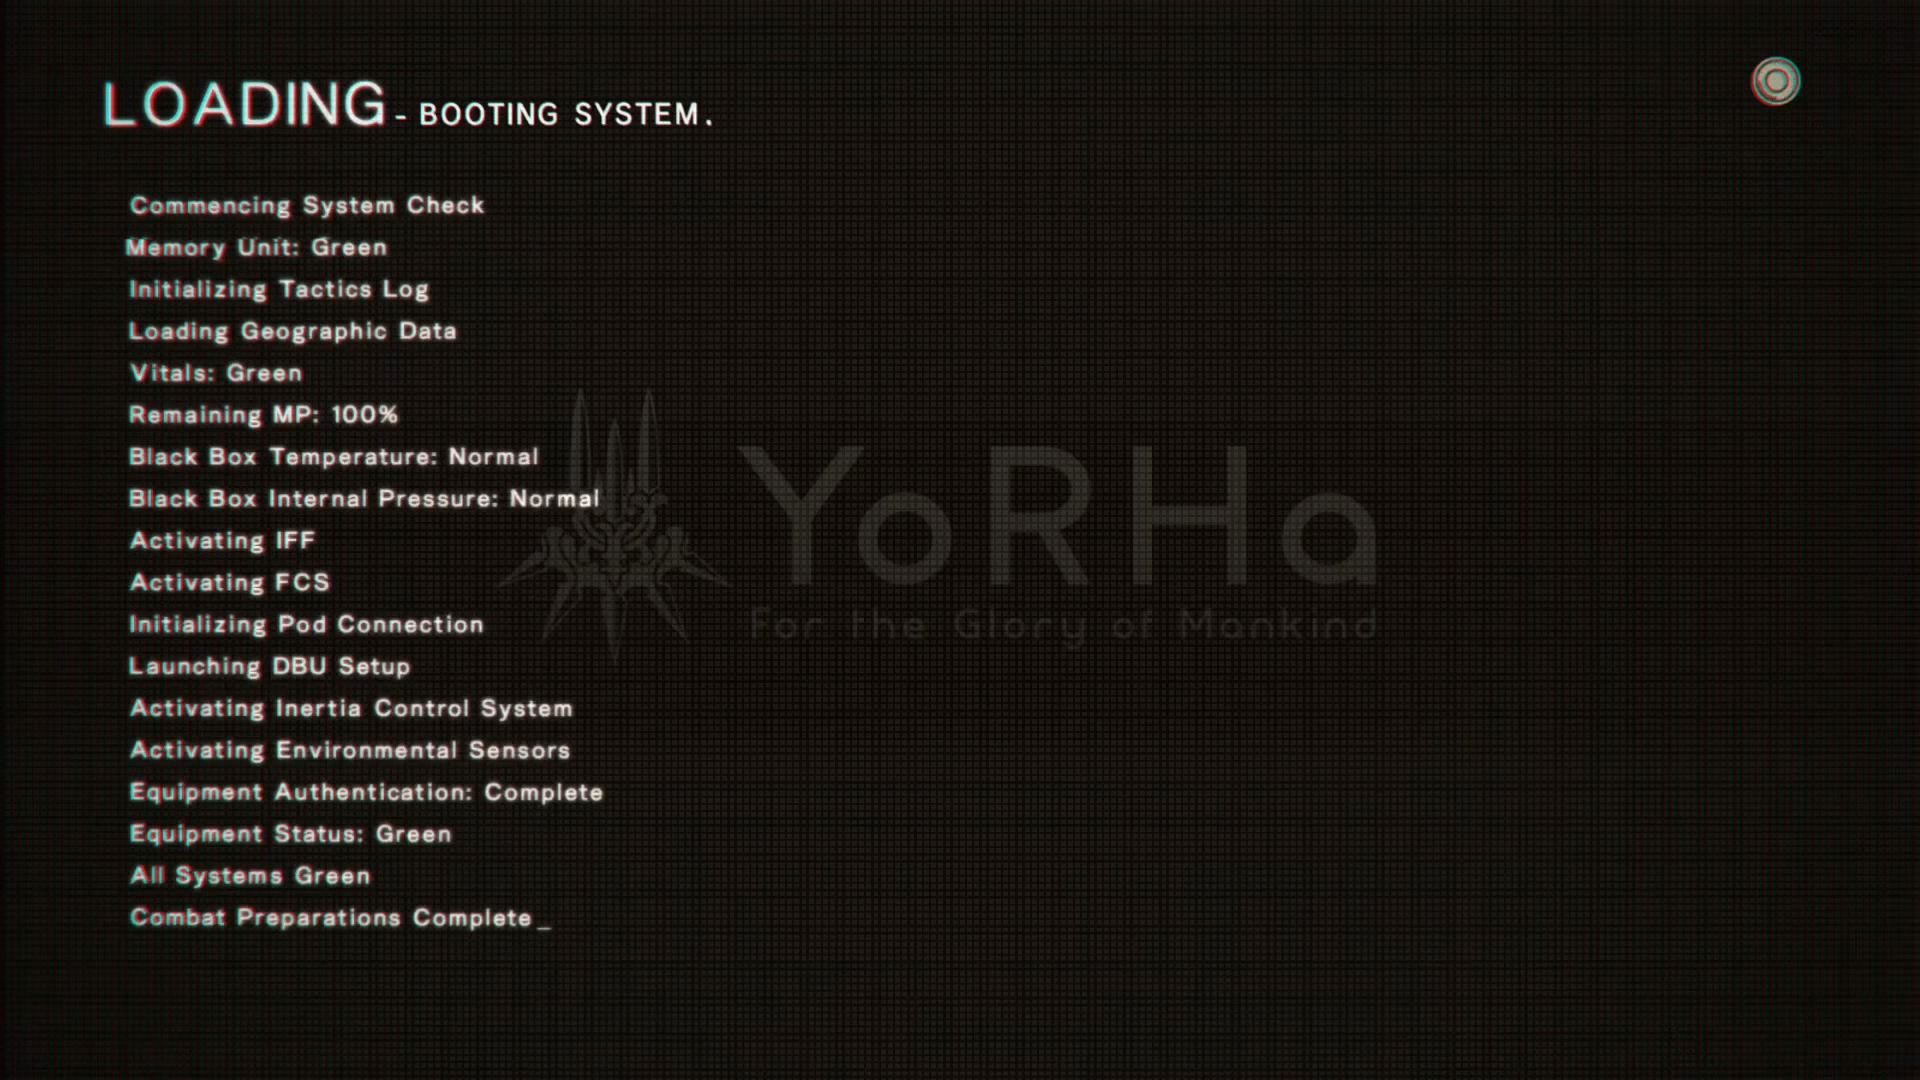 LOADING - BOOTING SYSTEM.
Commencing System Check
Memory Unit: Green
Initializing Tactics Log
Loading Geographic Data
Vitals: Green
Remaining MP: 100%
Black Box Temperature: Normal
Black Box Internal Pressure: Normal
Activating IFF
Activating FCS
Initializing Pod Connection
Launching DBU Setup
Activating Inertia Control System
Activating Environmental Sensors
Equipment Authentication: Complete
Equipment Status: Green
All Systems Green
Combat Preparations Complete_
YoRHa
For the Glory of Mankind